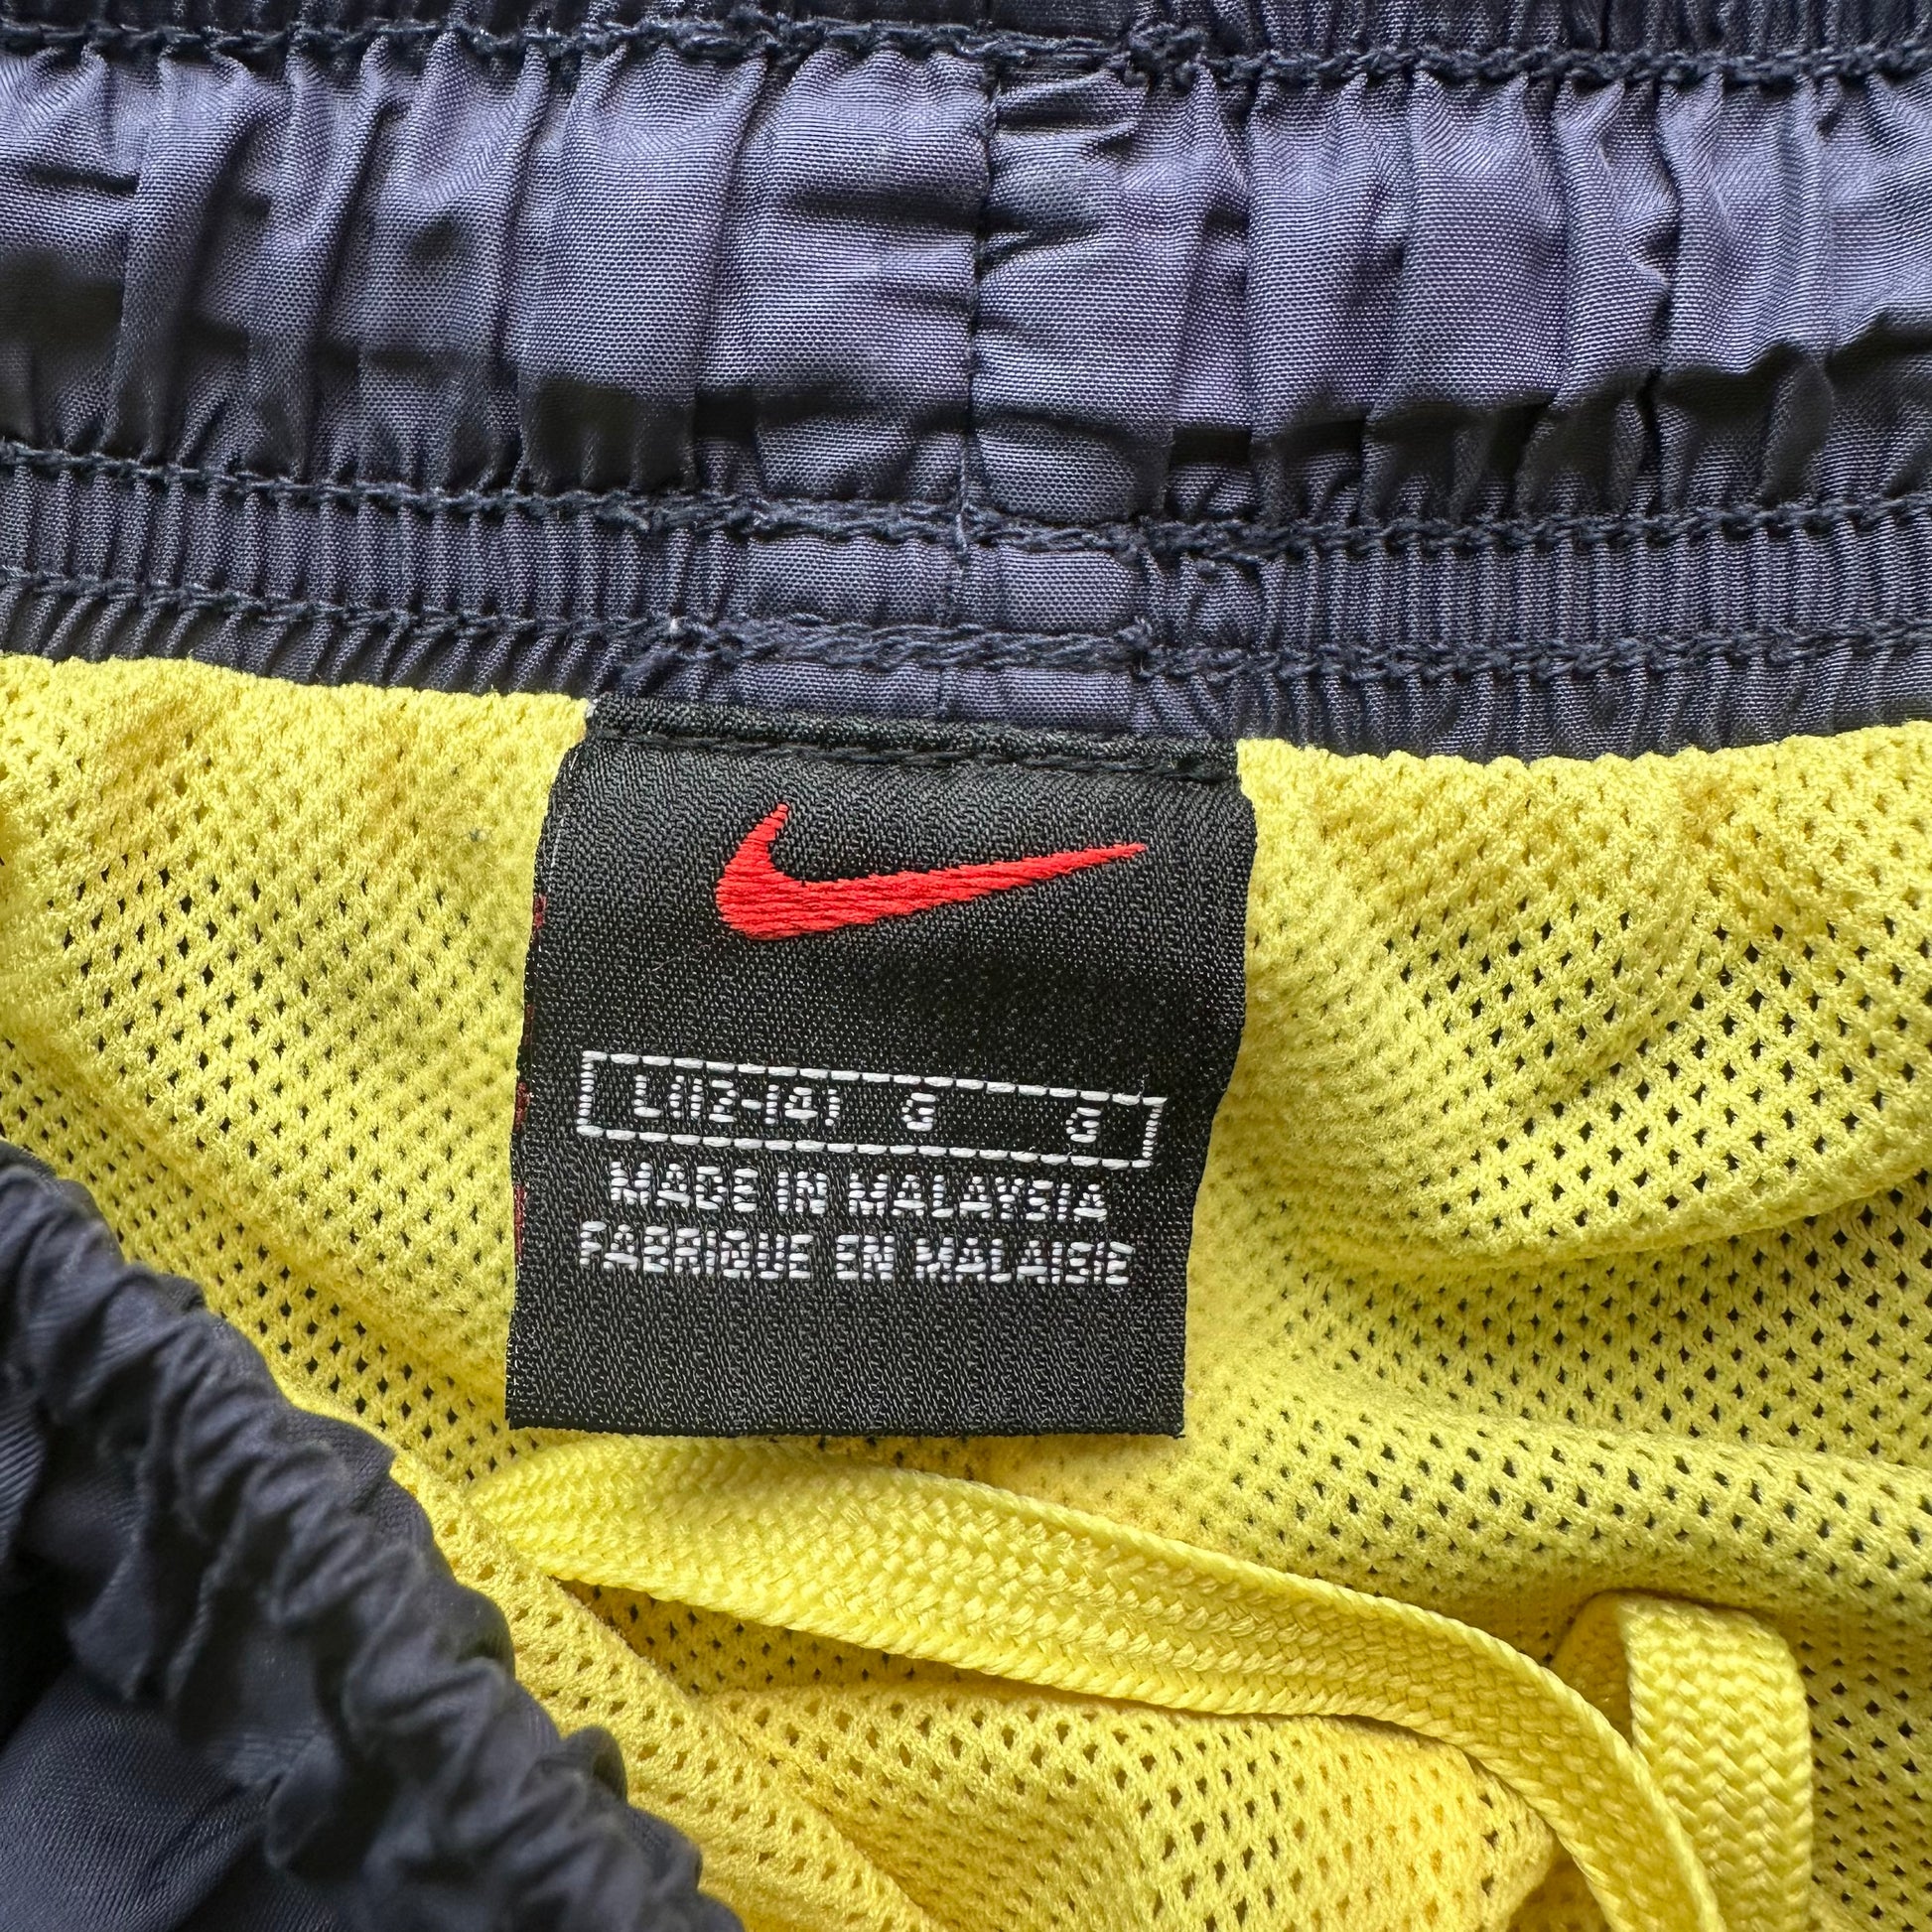 L(12-14) G G
MADE IN MALAYSIA
FABRIQUE EN MALAISIE